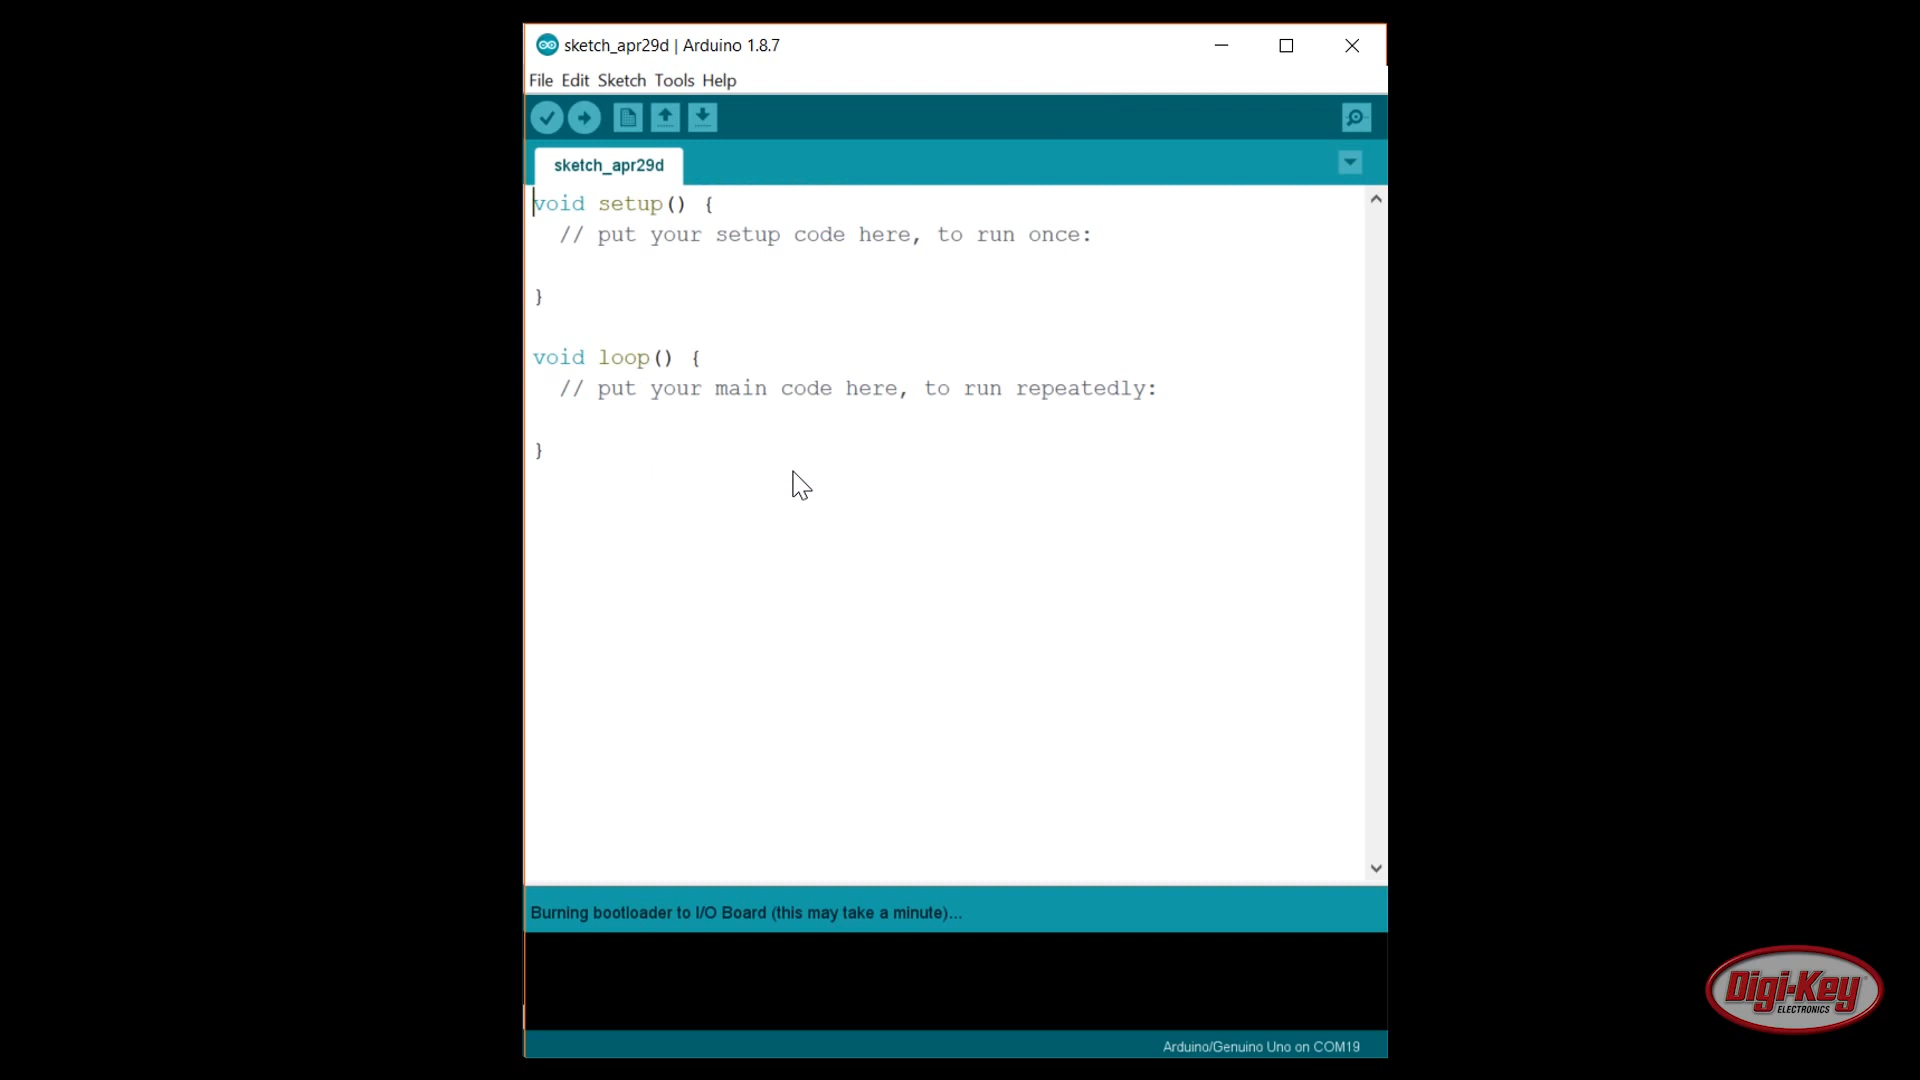 sketch_apr29d | Arduino 1.8.7
File Edit Sketch Tools Help
sketch_apr29d
void setup() {
  // put your setup code here, to run once:
}
void loop() {
  // put your main code here, to run repeatedly:
}
Burning bootloader to I/O Board (this may take a minute)...
Digi-Key
ELECTRONICS
Arduino/Genuino Uno on COM19